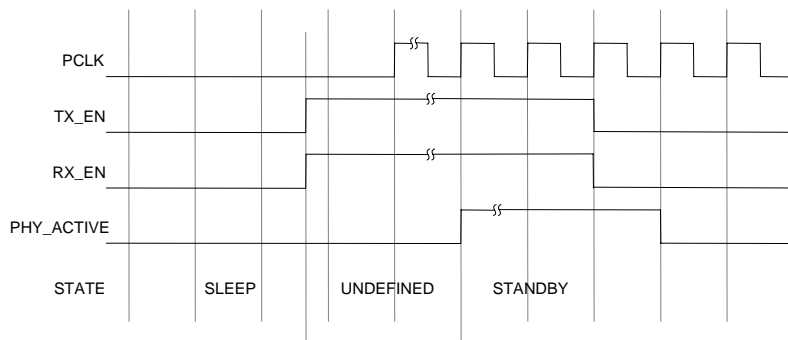 PCLK
TX_EN
RX_EN
PHY_ACTIVE
STATE SLEEP UNDEFINED STANDBY